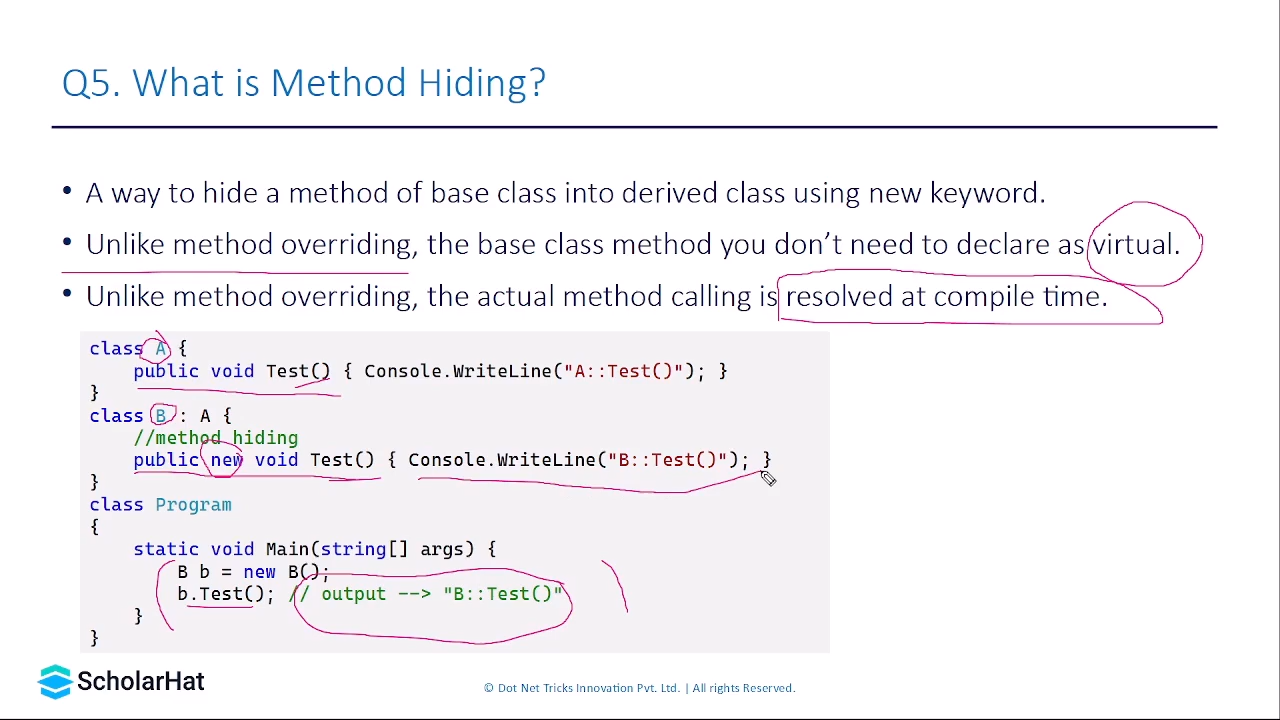 Q5. What is Method Hiding?
• A way to hide a method of base class into derived class using new keyword.
• Unlike method overriding, the base class method you don’t need to declare as virtual.
• Unlike method overriding, the actual method calling is resolved at compile time.
class A {
public void Test() { Console.WriteLine("A::Test()"); }
}
class B : A {
//method hiding
public new void Test() { Console.WriteLine("B::Test()"); }
}
class Program
{
static void Main(string[] args) {
B b = new B();
b.Test(); // output --> "B::Test()"
}
}
ScholarHat
© Dot Net Tricks Innovation Pvt. Ltd. | All rights Reserved.